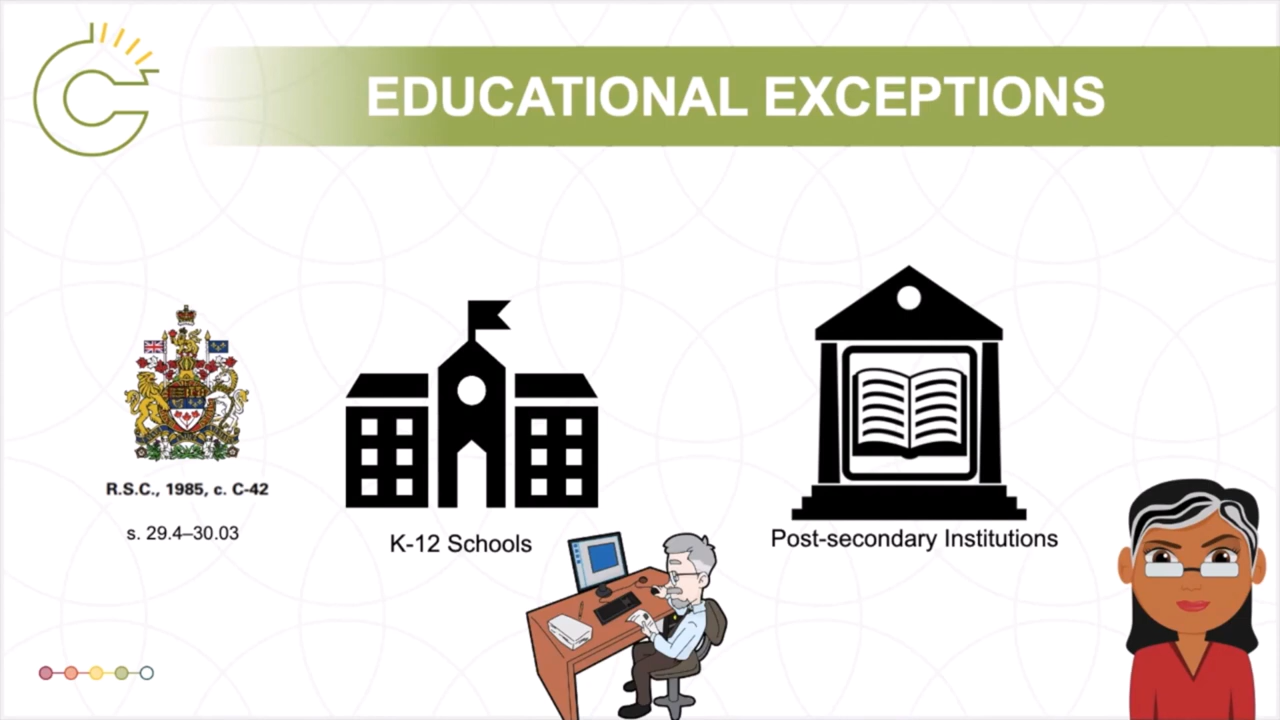 EDUCATIONAL EXCEPTIONS
R.S.C., 1985, c. C-42
s. 29.4–30.03
K-12 Schools
Post-secondary Institutions